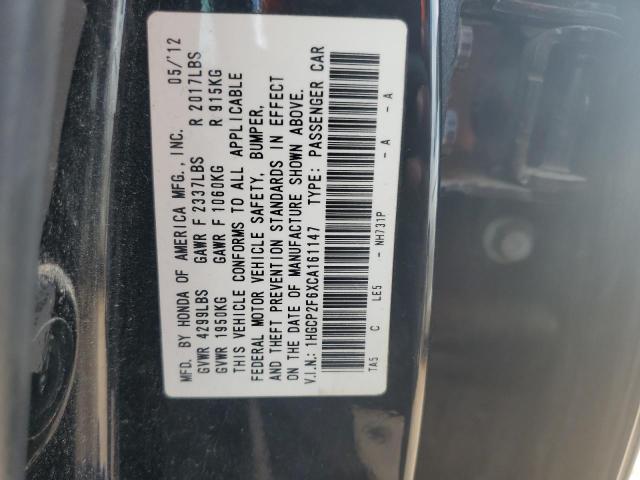 MFD. BY HONDA OF AMERICA MFG., INC. 05/'12
GVWR 4299LBS GAWR F 2337LBS R 2017LBS
GVWR 1950KG GAWR F 1060KG R 915KG
THIS VEHICLE CONFORMS TO ALL APPLICABLE
FEDERAL MOTOR VEHICLE SAFETY, BUMPER,
AND THEFT PREVENTION STANDARDS IN EFFECT
ON THE DATE OF MANUFACTURE SHOWN ABOVE.
V.I.N.: 1HGCP2F6XCA161147 TYPE: PASSENGER CAR
TA5 C LE5 - NH731P - A - A